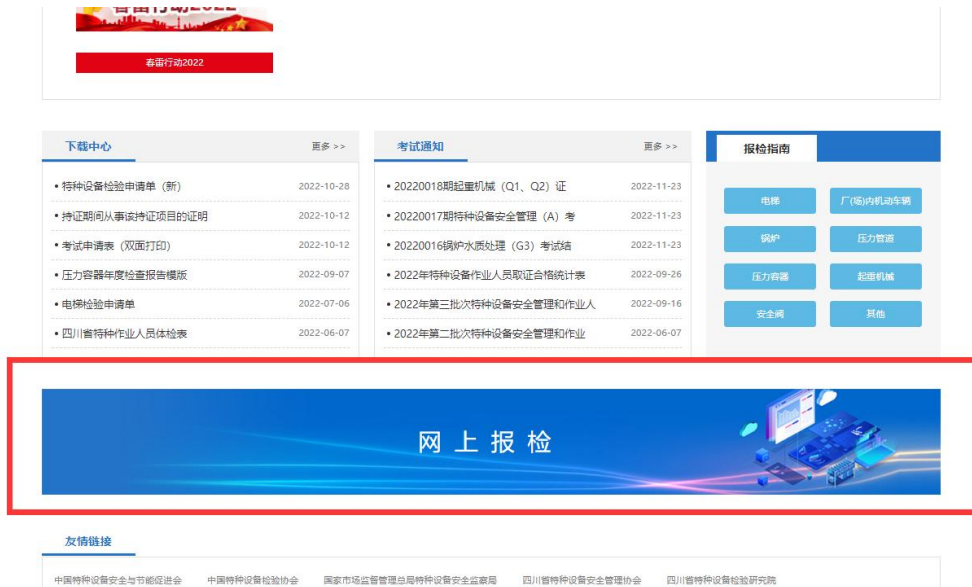 春雷行动2022
春雷行动2022
下载中心 更多 >>
• 特种设备检验申请单（新） 2022-10-28
• 持证期间从事该持证项目的证明 2022-10-12
• 考试申请表（双面打印） 2022-10-12
• 压力容器年度检查报告模版 2022-09-07
• 电梯检验申请单 2022-07-06
• 四川省特种作业人员体检表 2022-06-07
考试通知 更多 >>
• 20220018期起重机械（Q1、Q2）证 2022-11-23
• 20220017期特种设备安全管理（A）考 2022-11-23
• 20220016锅炉水质处理（G3）考试结 2022-11-23
• 2022年特种设备作业人员取证合格统计表 2022-09-26
• 2022年第三批次特种设备安全管理和作业人 2022-09-16
• 2022年第二批次特种设备安全管理和作业 2022-06-07
报检指南
电梯 厂(场)内机动车辆
锅炉 压力管道
压力容器 起重机械
安全阀 其他
网上报检
友情链接
中国特种设备安全与节能促进会 中国特种设备检验协会 国家市场监督管理总局特种设备安全监察局 四川省特种设备安全管理协会 四川省特种设备检验研究院